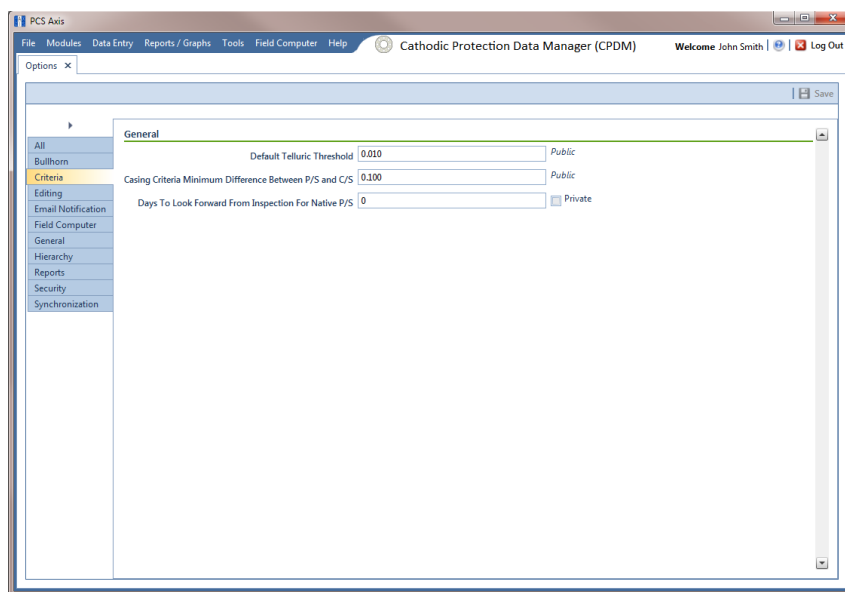 PCS Axis
File Modules Data Entry Reports / Graphs Tools Field Computer Help Cathodic Protection Data Manager (CPDM) Welcome John Smith | | Log Out
Options ×
| Save
All
Bullhorn
Criteria
Editing
Email Notification
Field Computer
General
Hierarchy
Reports
Security
Synchronization
General
Default Telluric Threshold 0.010 Public
Casing Criteria Minimum Difference Between P/S and C/S 0.100 Public
Days To Look Forward From Inspection For Native P/S 0 Private